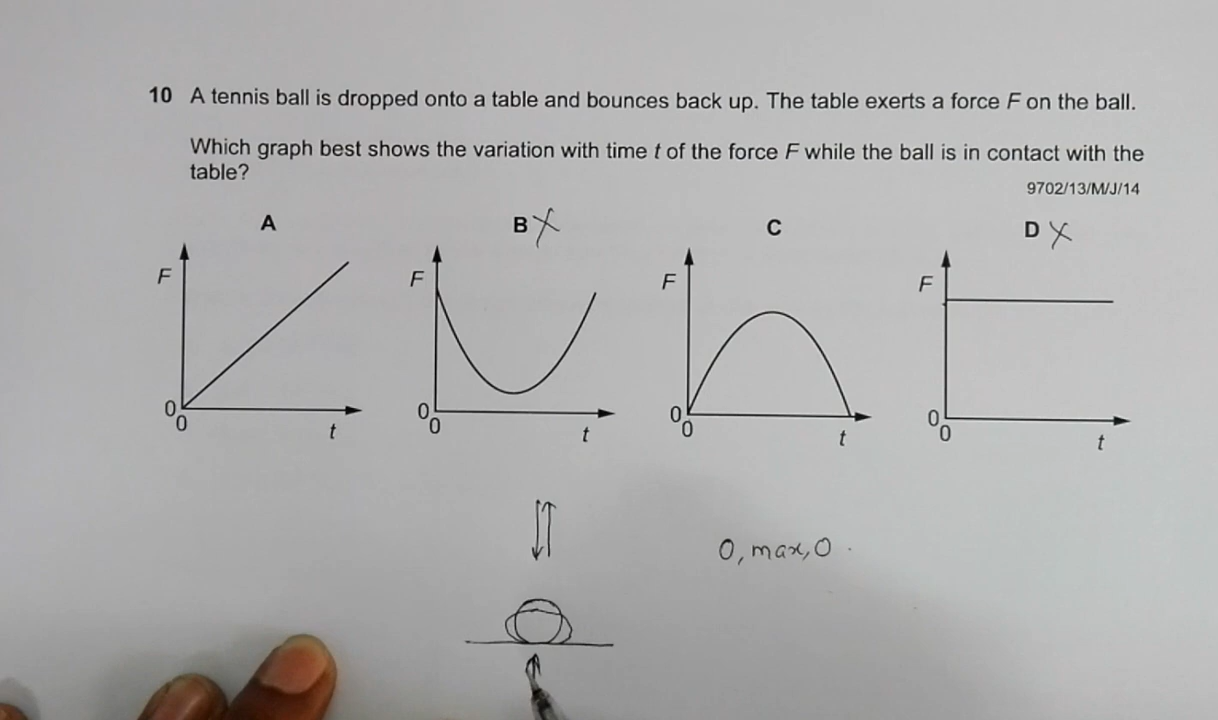 10 A tennis ball is dropped onto a table and bounces back up. The table exerts a force F on the ball.
Which graph best shows the variation with time t of the force F while the ball is in contact with the
table?
9702/13/M/J/14
A
B X
C
D X
F
F
F
F
0
0
0
0
0
0
0
0
t
t
t
t
0, max, 0.